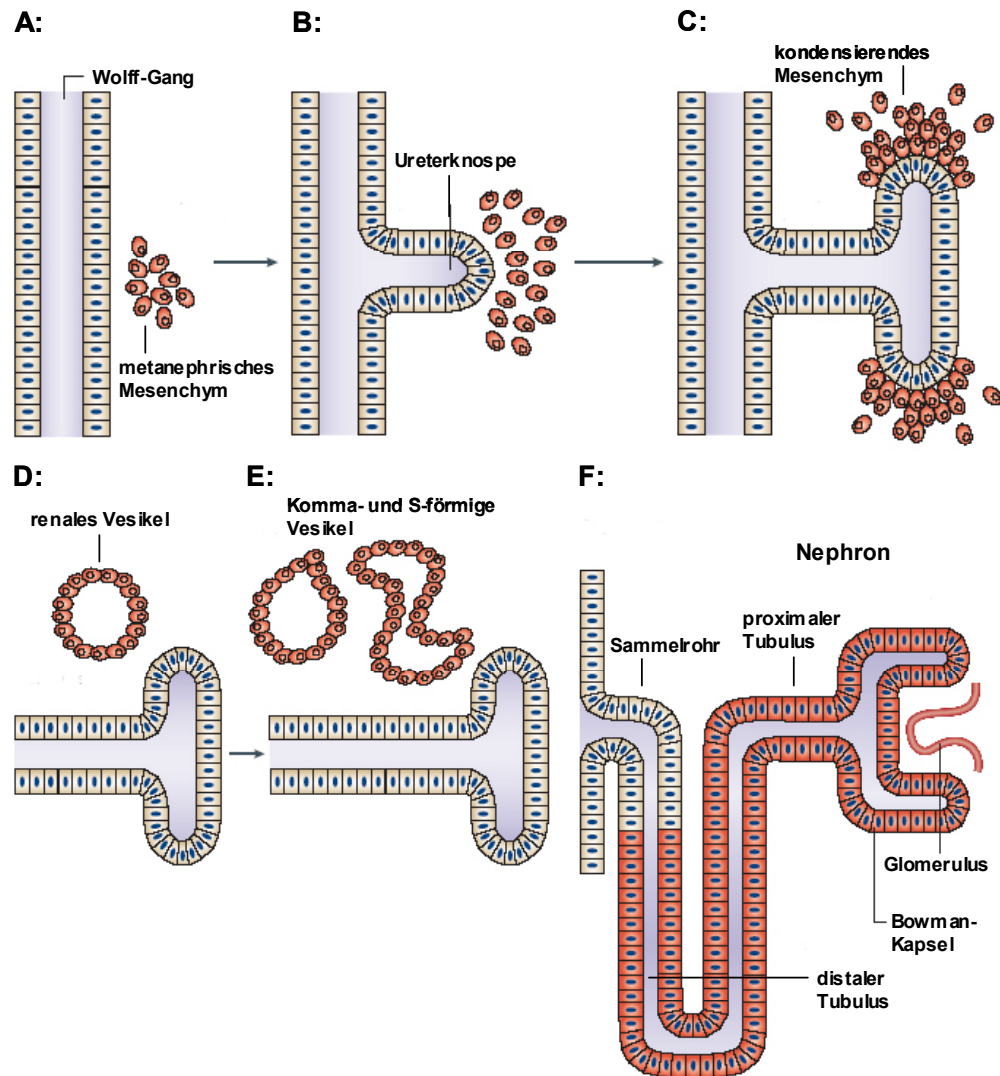 A:
B:
C:
Wolff-Gang
Ureterknospe
kondensierendes
Mesenchym
metanephrisches
Mesenchym
D:
E:
F:
renales Vesikel
Komma- und S-förmige
Vesikel
Nephron
Sammelrohr
proximaler
Tubulus
Glomerulus
Bowman-
Kapsel
distaler
Tubulus